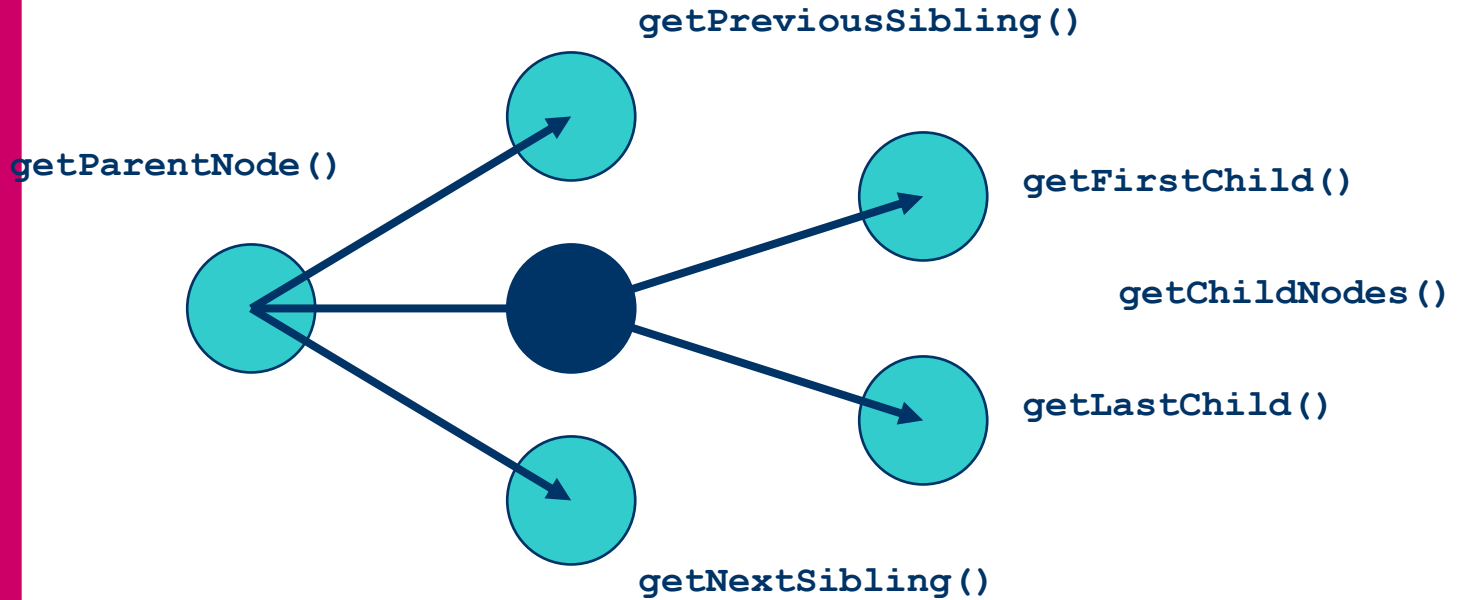 getPreviousSibling()
getParentNode()
getFirstChild()
getChildNodes()
getLastChild()
getNextSibling()